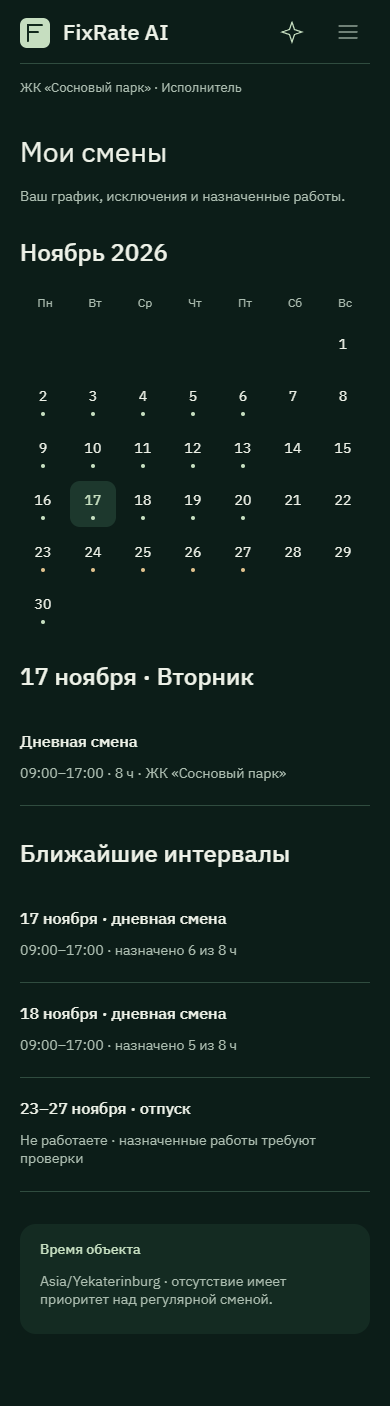 FixRate AI
ЖК «Сосновый парк» · Исполнитель
Мои смены
Ваш график, исключения и назначенные работы.
Ноябрь 2026
Пн Вт Ср Чт Пт Сб Вс
1
2 3 4 5 6 7 8
9 10 11 12 13 14 15
16 17 18 19 20 21 22
23 24 25 26 27 28 29
30
17 ноября · Вторник
Дневная смена
09:00–17:00 · 8 ч · ЖК «Сосновый парк»
Ближайшие интервалы
17 ноября · дневная смена
09:00–17:00 · назначено 6 из 8 ч
18 ноября · дневная смена
09:00–17:00 · назначено 5 из 8 ч
23–27 ноября · отпуск
Не работаете · назначенные работы требуют
проверки
Время объекта
Asia/Yekaterinburg · отсутствие имеет
приоритет над регулярной сменой.